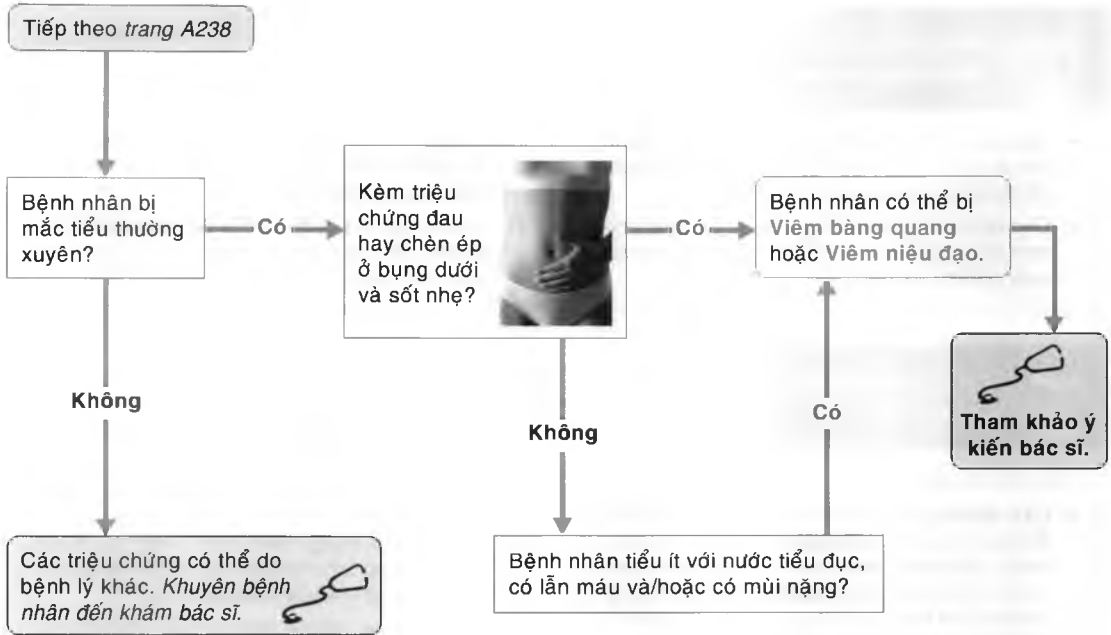 Tiếp theo trang A238
Bệnh nhân bị
mắc tiểu thường
xuyên?
Có
Kèm triệu
chứng đau
hay chèn ép
ở bụng dưới
và sốt nhẹ?
Có
Bệnh nhân có thể bị
Viêm bàng quang
hoặc Viêm niệu đạo.
Tham khảo ý
kiến bác sĩ.
Không
Không
Có
Các triệu chứng có thể do
bệnh lý khác. Khuyên bệnh
nhân đến khám bác sĩ.
Bệnh nhân tiểu ít với nước tiểu đục,
có lẫn máu và/hoặc có mùi nặng?